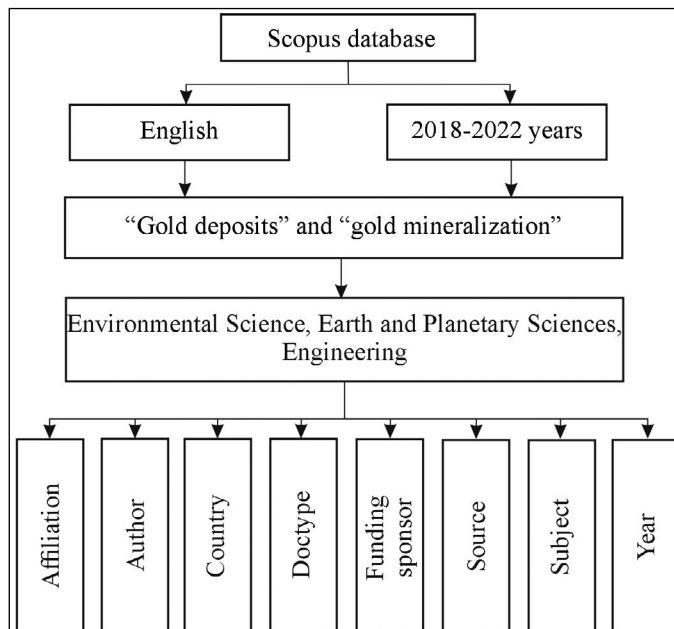 Scopus database
English
2018-2022 years
“Gold deposits” and “gold mineralization”
Environmental Science, Earth and Planetary Sciences,
Engineering
Affiliation
Author
Country
Doctype
Funding
sponsor
Source
Subject
Year